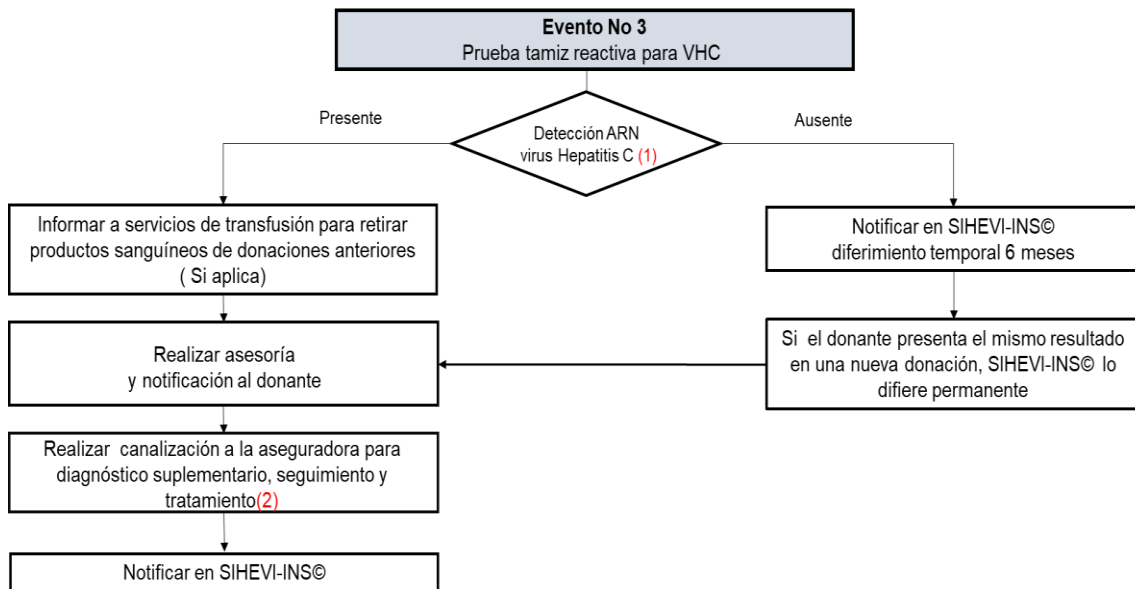 Evento No 3
Prueba tamiz reactiva para VHC
Presente
Ausente
Detección ARN
virus Hepatitis C (1)
Informar a servicios de transfusión para retirar
productos sanguíneos de donaciones anteriores
( Si aplica)
Notificar en SIHEVI-INS©
diferimiento temporal 6 meses
Realizar asesoría
y notificación al donante
Si el donante presenta el mismo resultado
en una nueva donación, SIHEVI-INS© lo
difiere permanente
Realizar canalización a la aseguradora para
diagnóstico suplementario, seguimiento y
tratamiento(2)
Notificar en SIHEVI-INS©